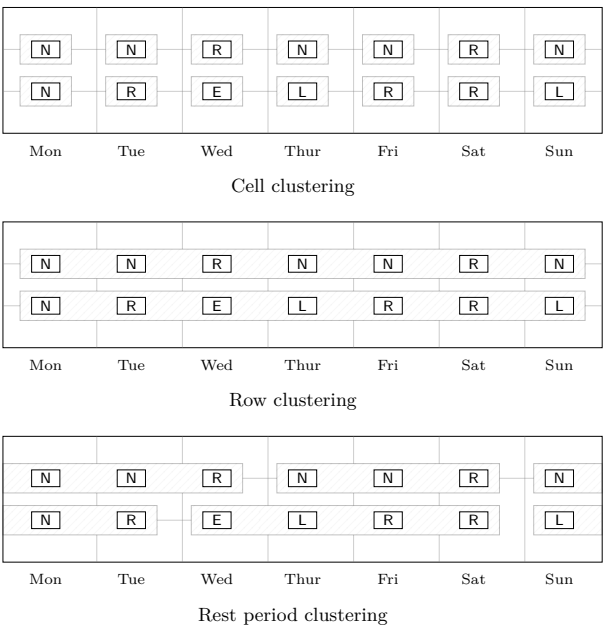 N N R N N R N
N R E L R R L
Mon Tue Wed Thur Fri Sat Sun
Cell clustering
N N R N N R N
N R E L R R L
Mon Tue Wed Thur Fri Sat Sun
Row clustering
N N R N N R N
N R E L R R L
Mon Tue Wed Thur Fri Sat Sun
Rest period clustering